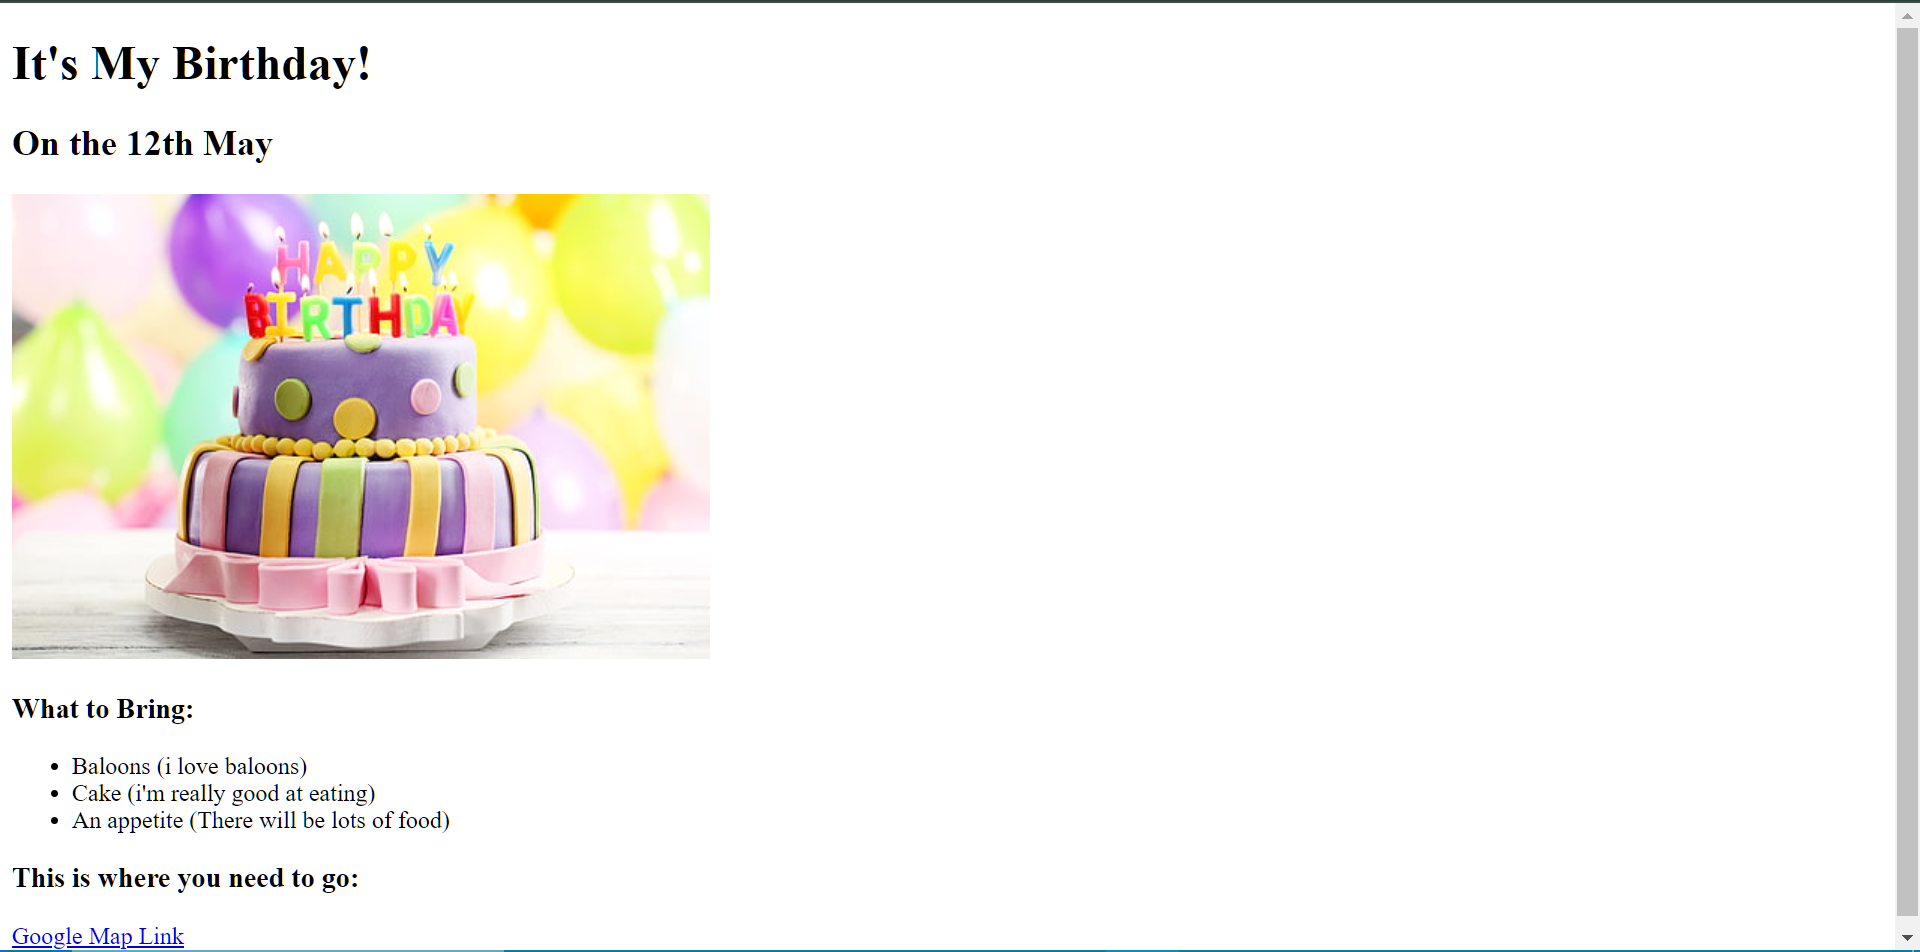 It's My Birthday!
On the 12th May
HAPPY
BIRTHDAY
What to Bring:
Baloons (i love baloons)
Cake (i'm really good at eating)
An appetite (There will be lots of food)
This is where you need to go:
Google Map Link